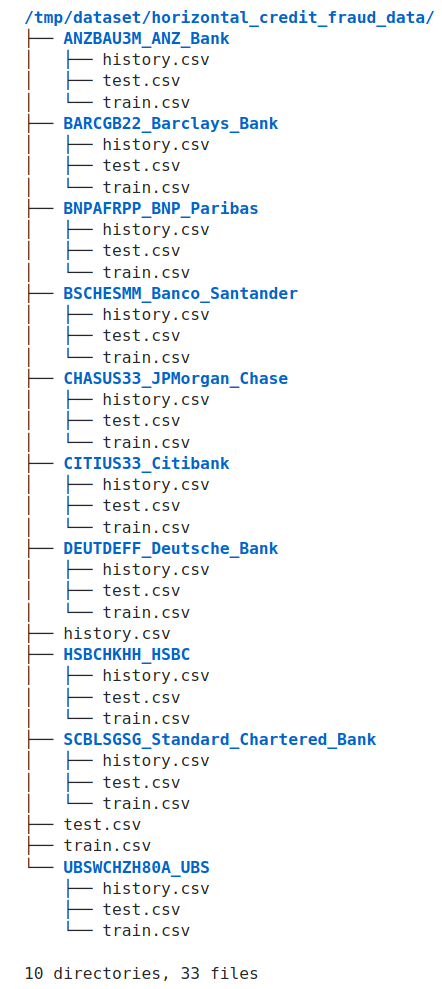 /tmp/dataset/horizontal_credit_fraud_data/
├── ANZBAU3M_ANZ_Bank
│   ├── history.csv
│   ├── test.csv
│   └── train.csv
├── BARCGB22_Barclays_Bank
│   ├── history.csv
│   ├── test.csv
│   └── train.csv
├── BNPAFRPP_BNP_Paribas
│   ├── history.csv
│   ├── test.csv
│   └── train.csv
├── BSCHESMM_Banco_Santander
│   ├── history.csv
│   ├── test.csv
│   └── train.csv
├── CHASUS33_JPMorgan_Chase
│   ├── history.csv
│   ├── test.csv
│   └── train.csv
├── CITIUS33_Citibank
│   ├── history.csv
│   ├── test.csv
│   └── train.csv
├── DEUTDEFF_Deutsche_Bank
│   ├── history.csv
│   ├── test.csv
│   └── train.csv
├── history.csv
├── HSBCHKHH_HSBC
│   ├── history.csv
│   ├── test.csv
│   └── train.csv
├── SCBLSGSG_Standard_Chartered_Bank
│   ├── history.csv
│   ├── test.csv
│   └── train.csv
├── test.csv
├── train.csv
└── UBSWCHZH80A_UBS
    ├── history.csv
    ├── test.csv
    └── train.csv

10 directories, 33 files